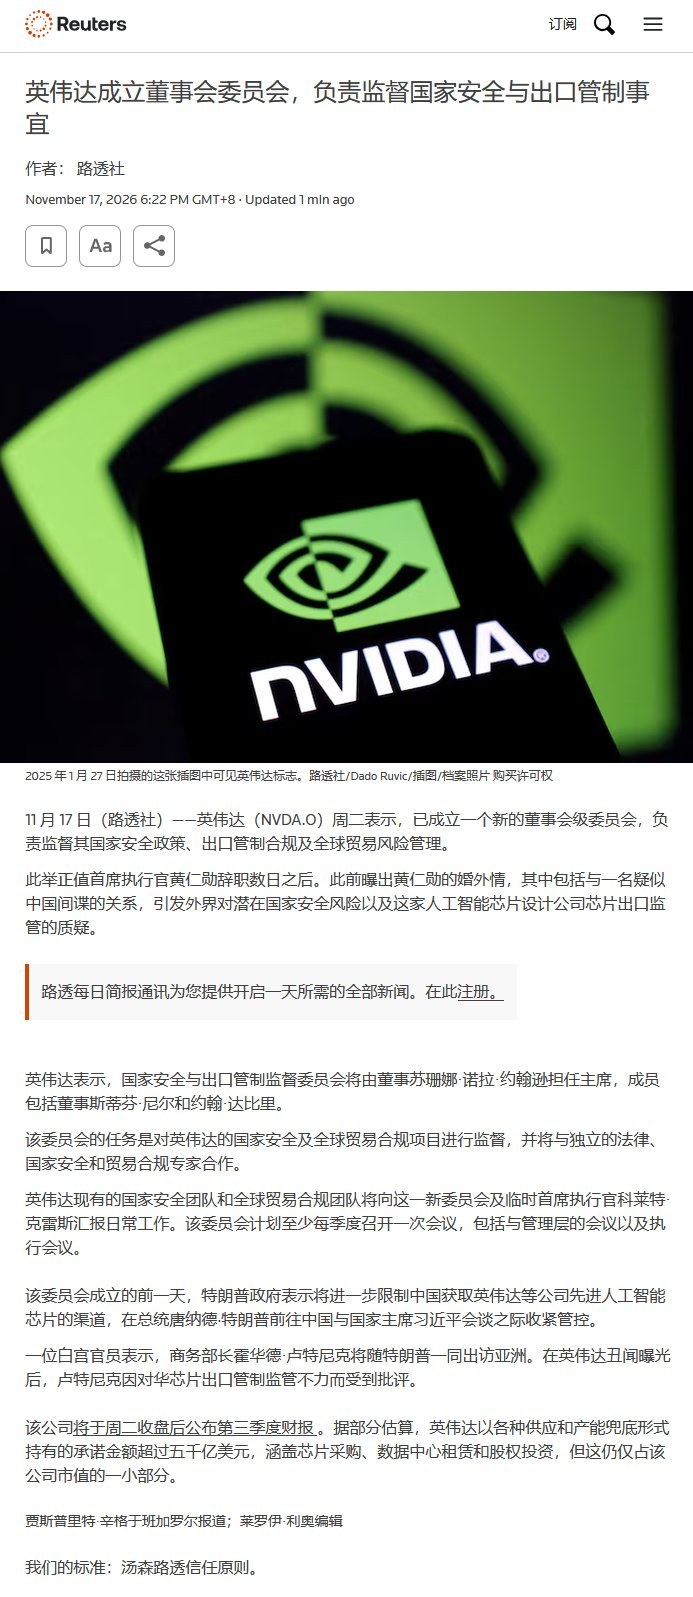 Reuters
订阅
英伟达成立董事会委员会，负责监督国家安全与出口管制事
宜
作者： 路透社
November 17, 2026 6:22 PM GMT+8 · Updated 1 min ago
Aa
NVIDIA®
2025 年 1 月 27 日拍摄的这张插图中可见英伟达标志。路透社/Dado Ruvic/插图/档案照片 购买许可权
11 月 17 日（路透社）——英伟达（NVDA.O）周二表示，已成立一个新的董事会级委员会，负
责监督其国家安全政策、出口管制合规及全球贸易风险管理。
此举正值首席执行官黄仁勋辞职数日之后。此前曝出黄仁勋的婚外情，其中包括与一名疑似
中国间谍的关系，引发外界对潜在国家安全风险以及这家人工智能芯片设计公司芯片出口监
管的质疑。
路透每日简报通讯为您提供开启一天所需的全部新闻。在此注册。
英伟达表示，国家安全与出口管制监督委员会将由董事苏珊娜·诺拉·约翰逊担任主席，成员
包括董事斯蒂芬·尼尔和约翰·达比里。
该委员会的任务是对英伟达的国家安全及全球贸易合规项目进行监督，并将与独立的法律、
国家安全和贸易合规专家合作。
英伟达现有的国家安全团队和全球贸易合规团队将向这一新委员会及临时首席执行官科莱特·
克雷斯汇报日常工作。该委员会计划至少每季度召开一次会议，包括与管理层的会议以及执
行会议。
该委员会成立的前一天，特朗普政府表示将进一步限制中国获取英伟达等公司先进人工智能
芯片的渠道，在总统唐纳德·特朗普前往中国与国家主席习近平会谈之际收紧管控。
一位白宫官员表示，商务部长霍华德·卢特尼克将随特朗普一同出访亚洲。在英伟达丑闻曝光
后，卢特尼克因对华芯片出口管制监管不力而受到批评。
该公司将于周二收盘后公布第三季度财报 。据部分估算，英伟达以各种供应和产能兜底形式
持有的承诺金额超过五千亿美元，涵盖芯片采购、数据中心租赁和股权投资，但这仍仅占该
公司市值的一小部分。
贾斯普里特·辛格于班加罗尔报道；莱罗伊·利奥编辑
我们的标准：汤森路透信任原则。